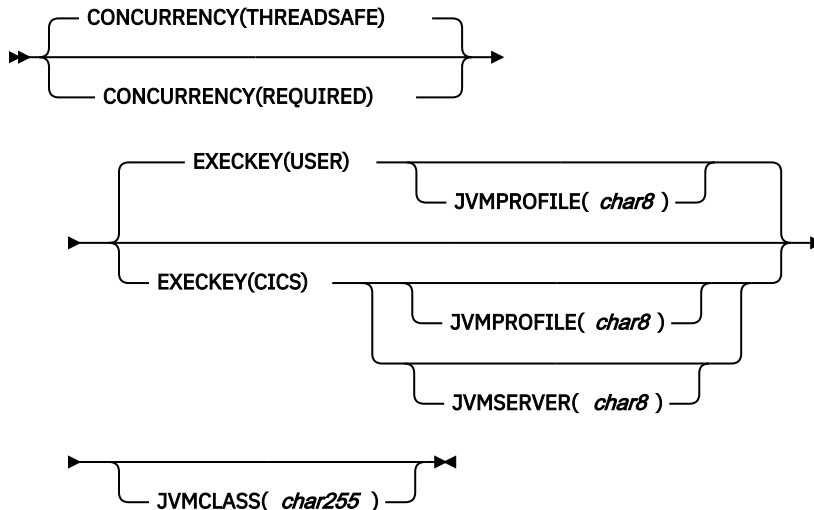 CONCURRENCY(THREADSAFE)
CONCURRENCY(REQUIRED)
EXECKEY(USER)
JVMPROFILE( char8 )
EXECKEY(CICS)
JVMPROFILE( char8 )
JVMSERVER( char8 )
JVMCLASS( char255 )